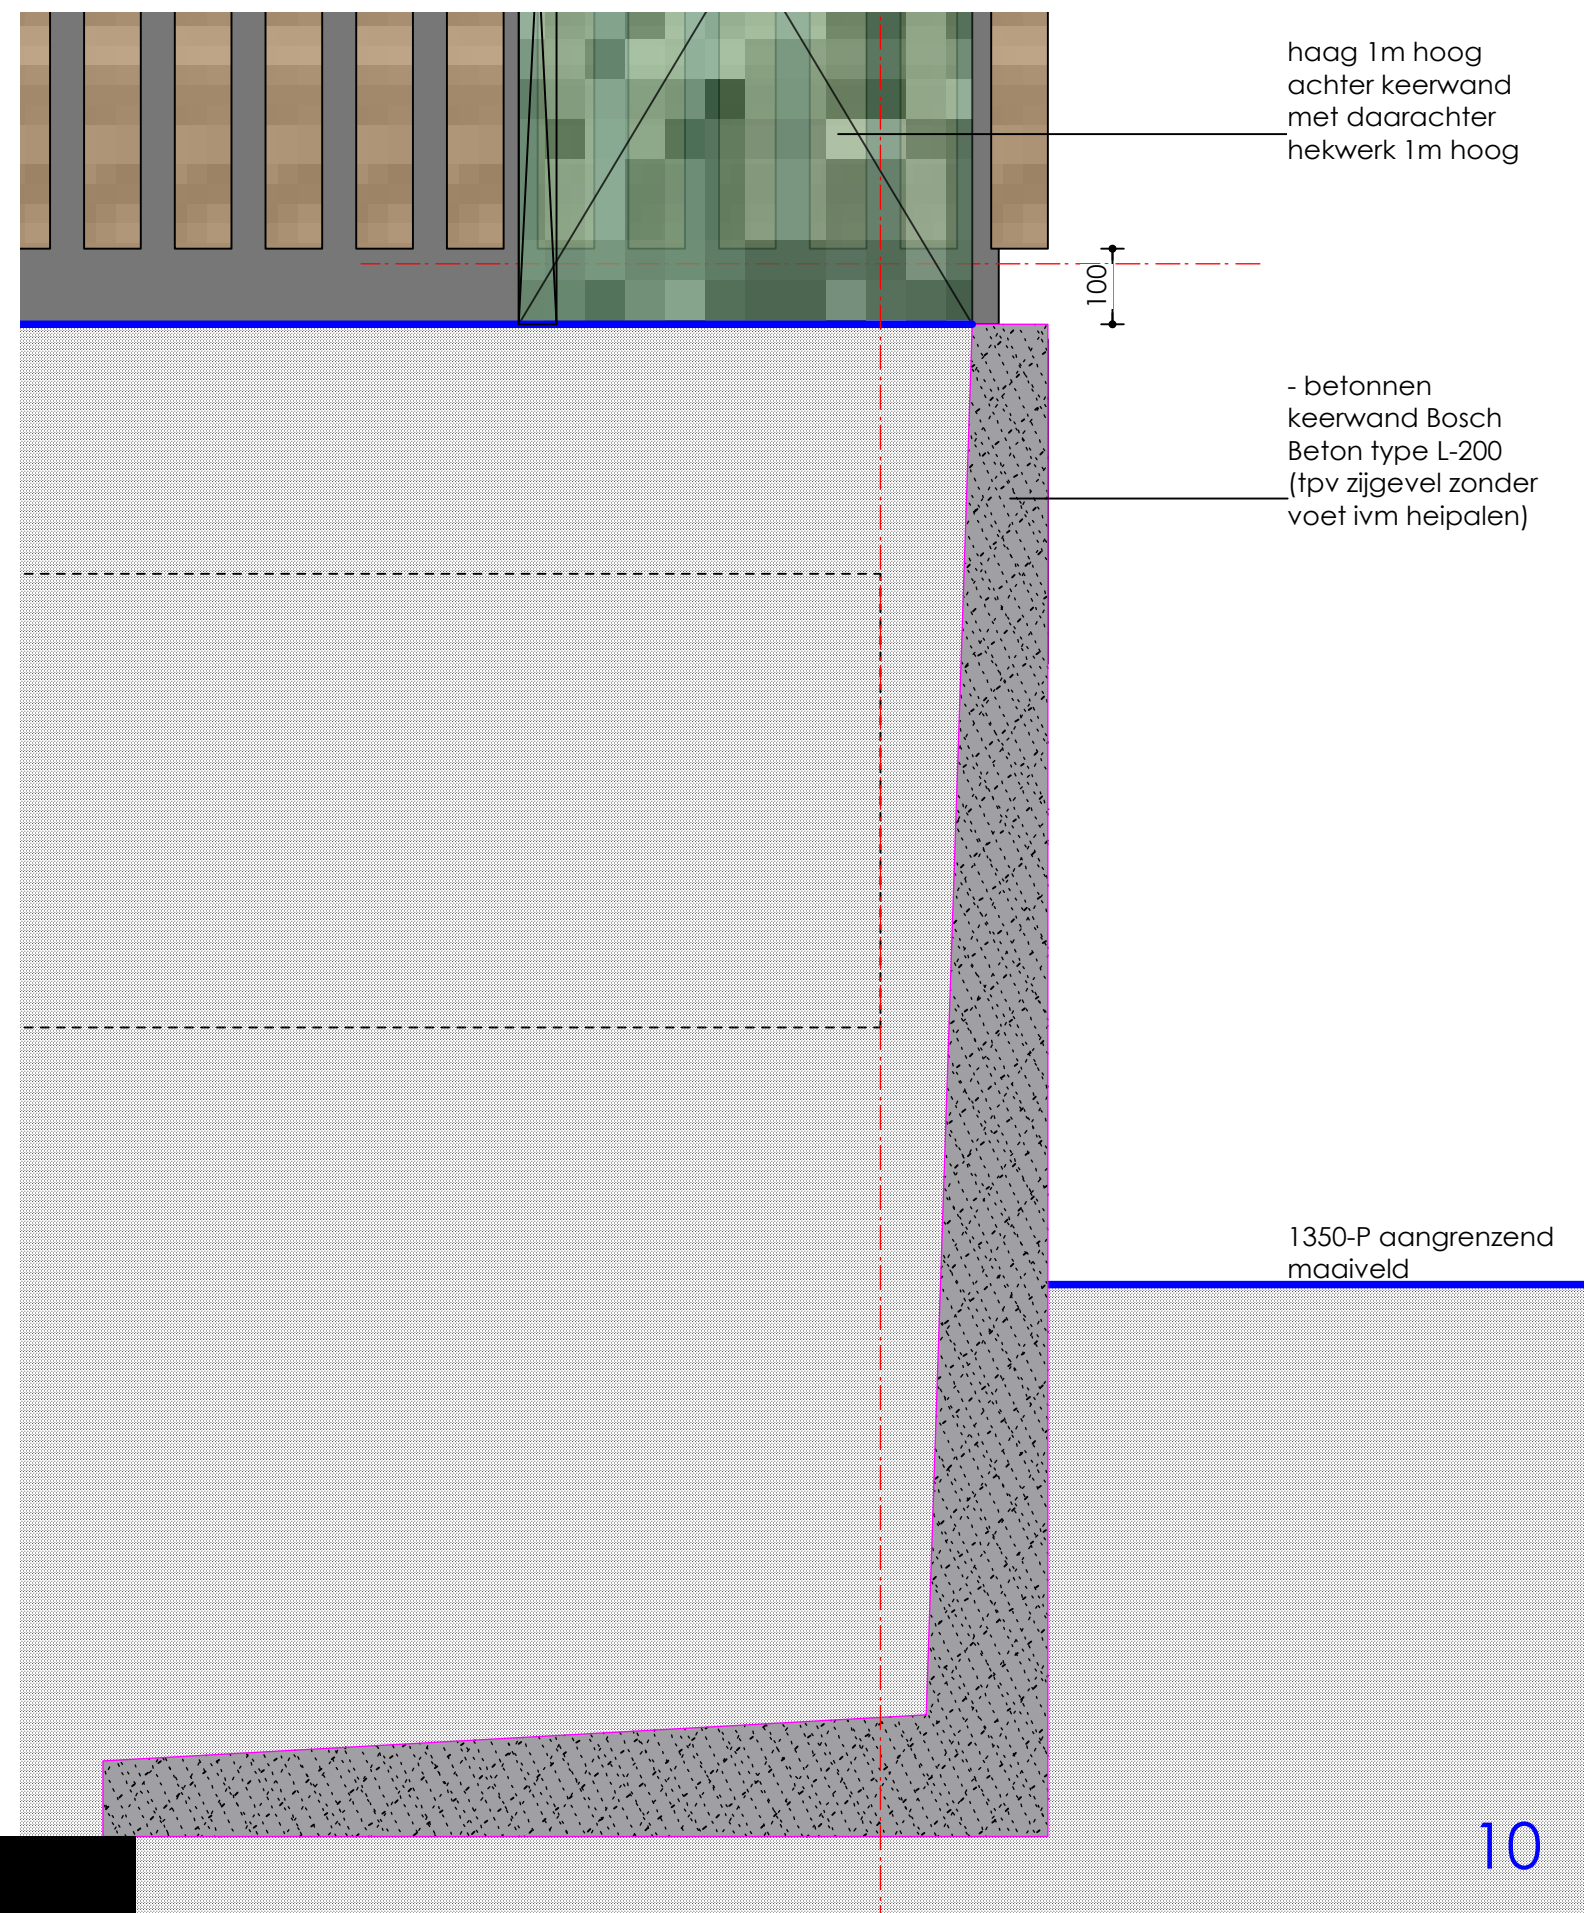 haag 1m hoog
achter keerwand
met daarachter
hekwerk 1m hoog
100
- betonnen
keerwand Bosch
Beton type L-200
(tpv zijgevel zonder
voet ivm heipalen)
1350-P aangrenzend
maaiveld
10